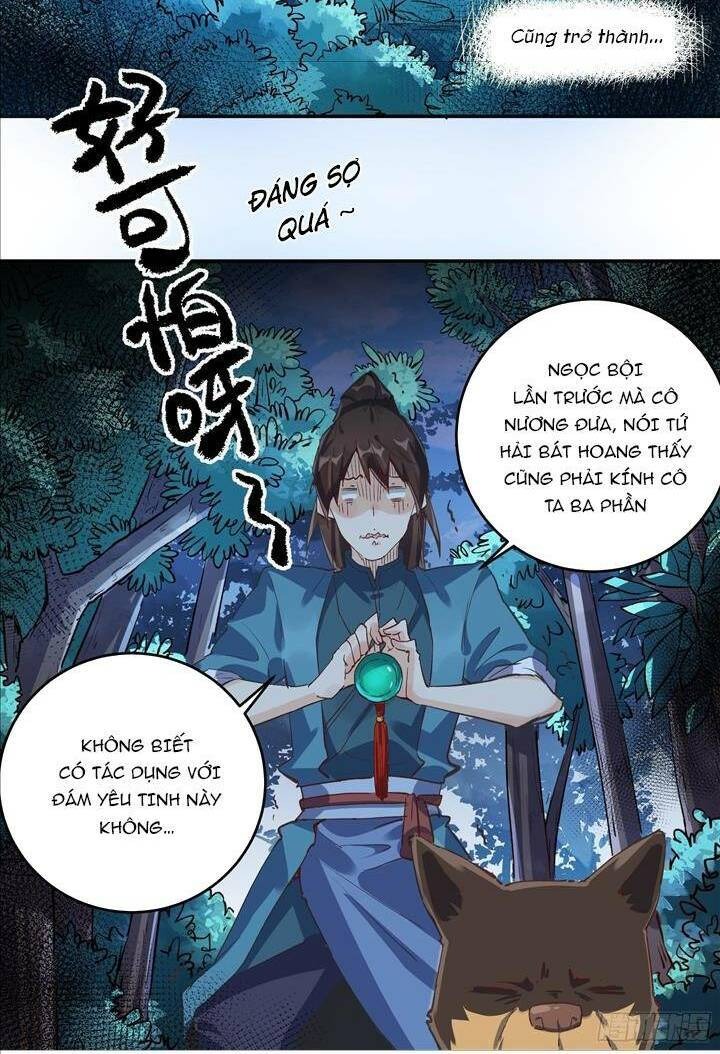 Cũng trở thành...
好可怕呀~
ĐÁNG SỢ
QUÁ ~
NGỌC BỘI
LẦN TRƯỚC MÀ CÔ
NƯƠNG ĐƯA, NÓI TỨ
HẢI BÁT HOANG THẤY
CŨNG PHẢI KÍNH CÔ
TA BA PHẦN
KHÔNG BIẾT
CÓ TÁC DỤNG VỚI
ĐÁM YÊU TINH NÀY
KHÔNG...